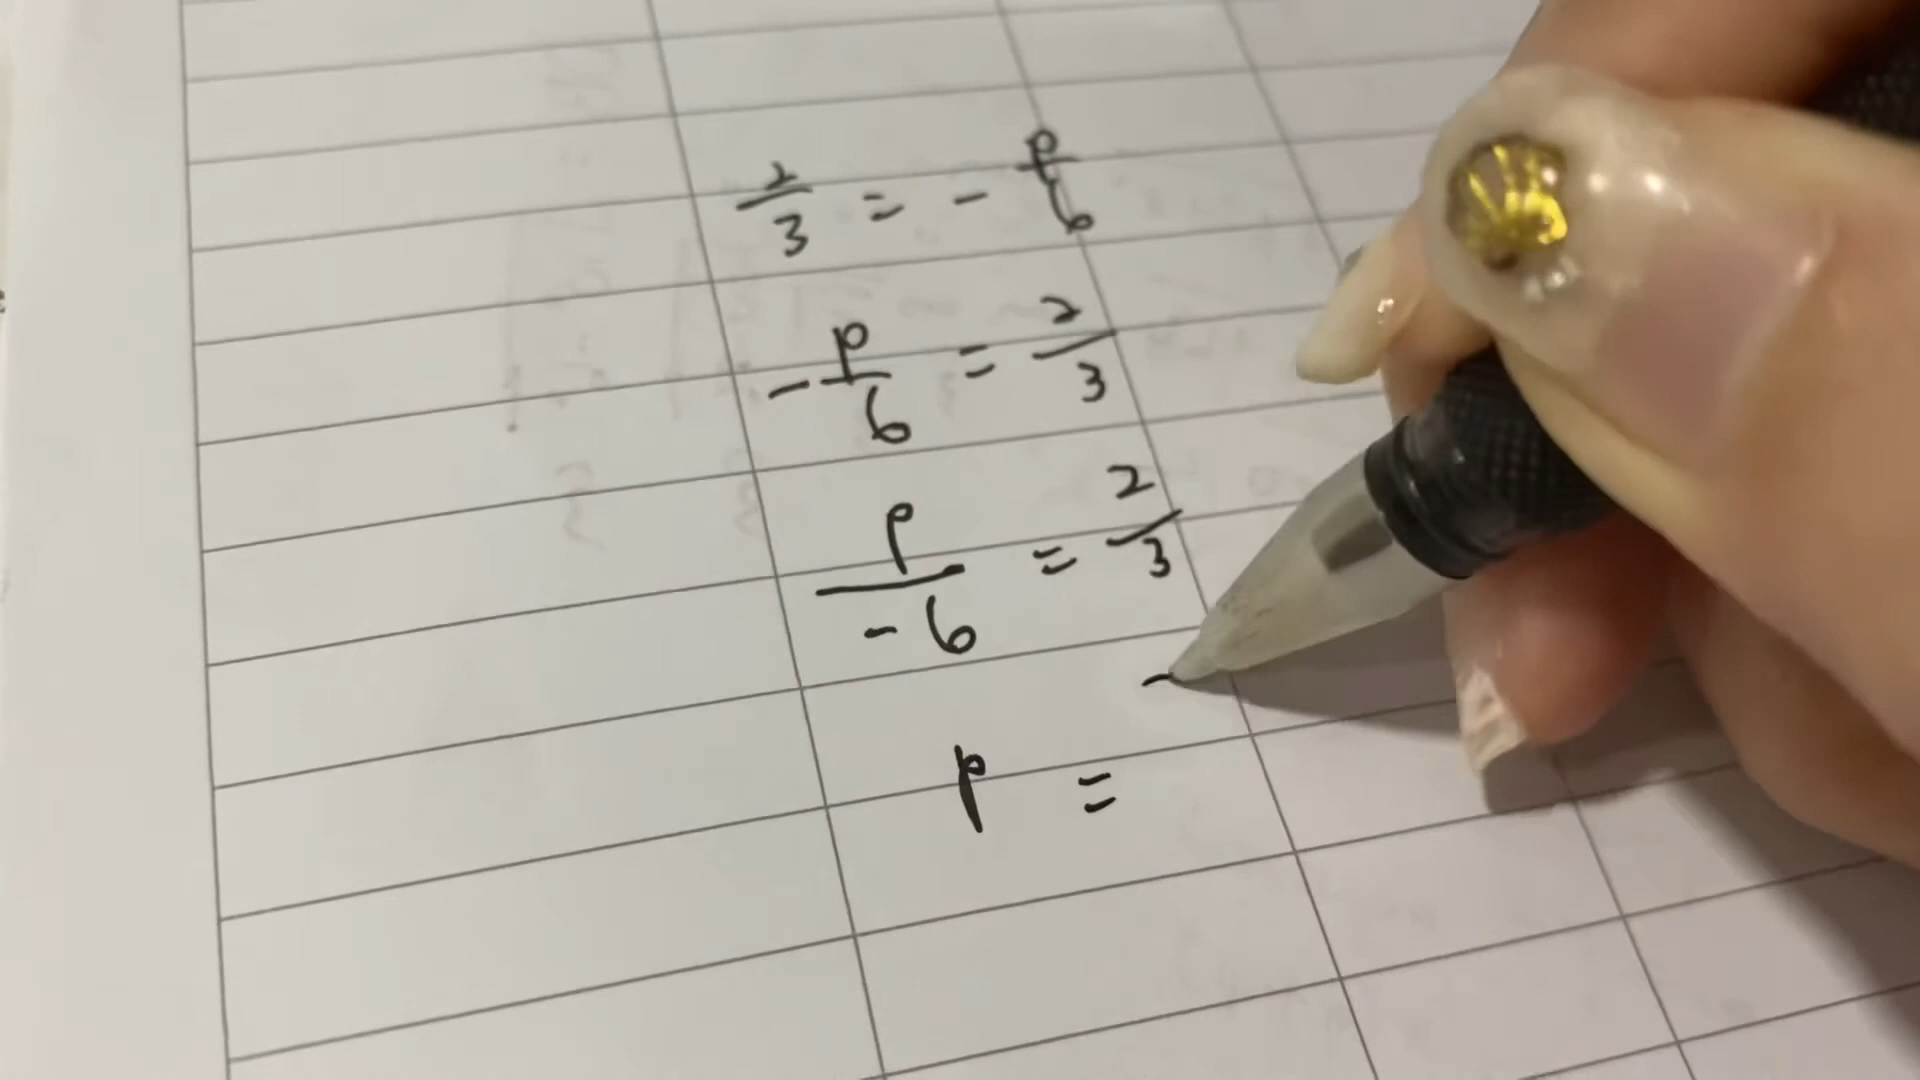 2/3 = - p/6
- p/6 = 2/3
p/-6 = 2/3
p = -